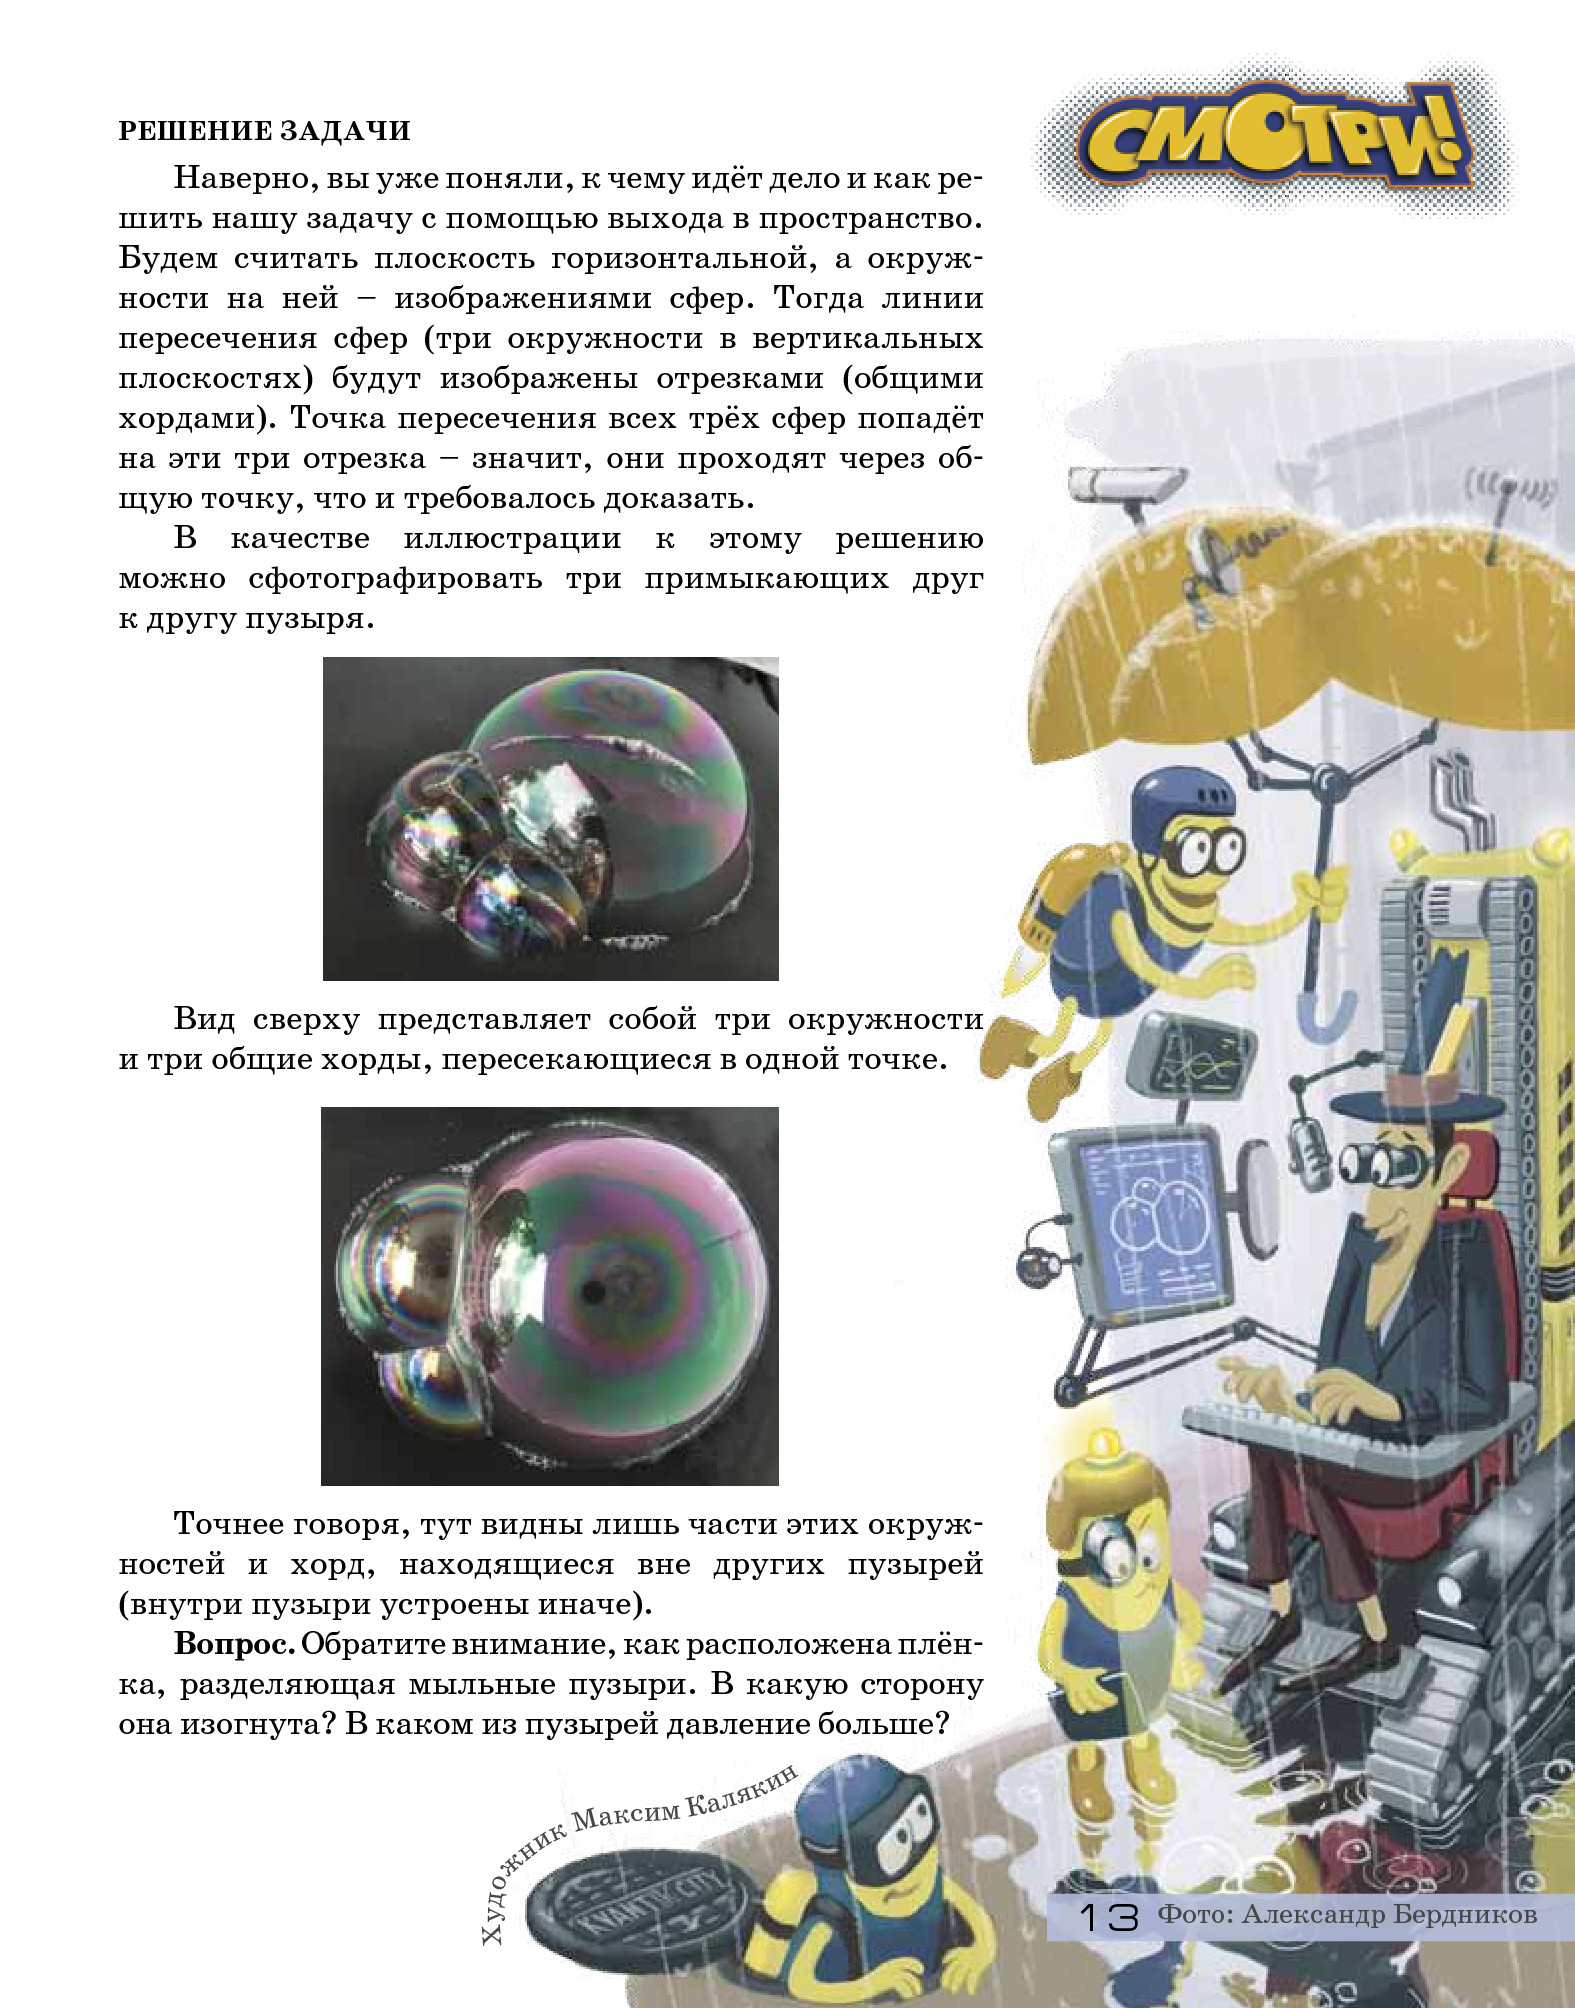 СМОТРИ!
РЕШЕНИЕ ЗАДАЧИ
Наверно, вы уже поняли, к чему идёт дело и как ре-
шить нашу задачу с помощью выхода в пространство.
Будем считать плоскость горизонтальной, а окруж-
ности на ней – изображениями сфер. Тогда линии
пересечения сфер (три окружности в вертикальных
плоскостях) будут изображены отрезками (общими
хордами). Точка пересечения всех трёх сфер попадёт
на эти три отрезка – значит, они проходят через об-
щую точку, что и требовалось доказать.
В качестве иллюстрации к этому решению
можно сфотографировать три примыкающих друг
к другу пузыря.
Вид сверху представляет собой три окружности
и три общие хорды, пересекающиеся в одной точке.
Точнее говоря, тут видны лишь части этих окруж-
ностей и хорд, находящиеся вне других пузырей
(внутри пузыри устроены иначе).
Вопрос. Обратите внимание, как расположена плён-
ка, разделяющая мыльные пузыри. В какую сторону
она изогнута? В каком из пузырей давление больше?
Художник Максим Калякин
KVANTIK CITY
13 Фото: Александр Бердников